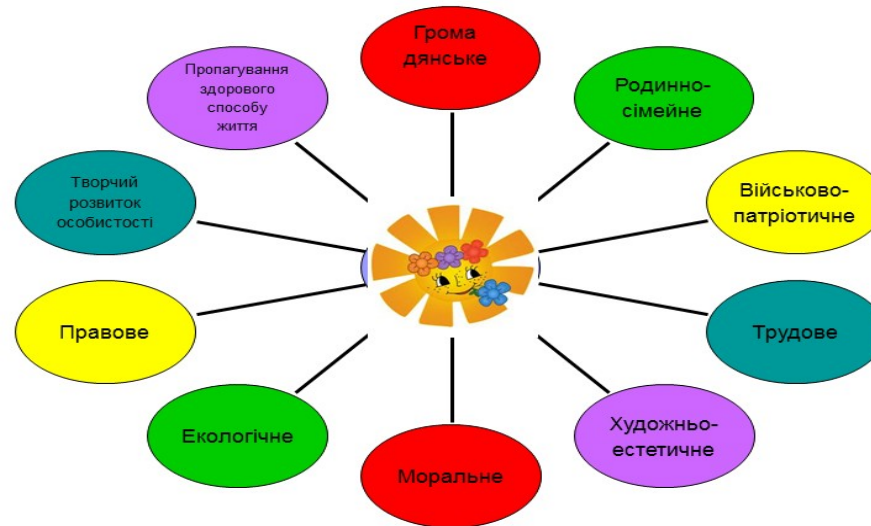 Грома
дянське
Родинно-
сімейне
Військово-
патріотичне
Трудове
Художньо-
естетичне
Моральне
Екологічне
Правове
Творчий
розвиток
особистості
Пропагування
здорового
способу
життя